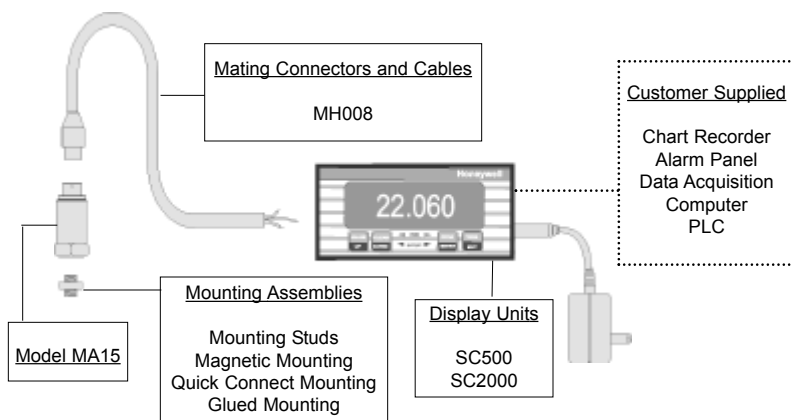 Mating Connectors and Cables
MH008
Customer Supplied
Chart Recorder
Alarm Panel
Data Acquisition
Computer
PLC
Honeywell
22.060
Mounting Assemblies
Mounting Studs
Magnetic Mounting
Quick Connect Mounting
Glued Mounting
Model MA15
Display Units
SC500
SC2000